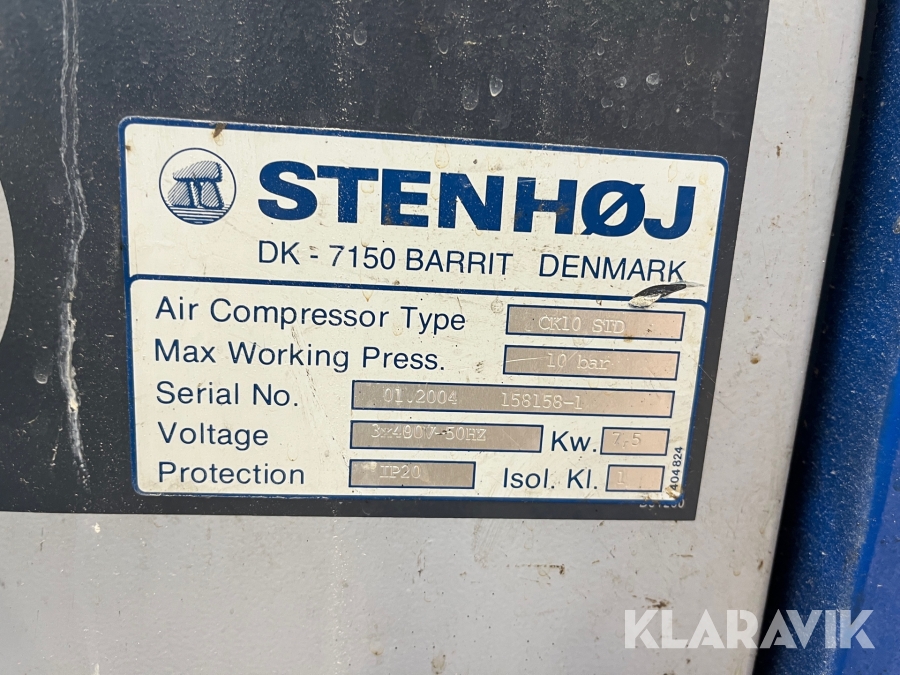 STENHØJ
DK - 7150 BARRIT DENMARK
Air Compressor Type CK10 STD
Max Working Press. 10 bar
Serial No. 01.2004 158158-1
Voltage 3x400V-50HZ Kw. 7,5
Protection IP20 Isol. Kl. 1
404824
KLARAVIK